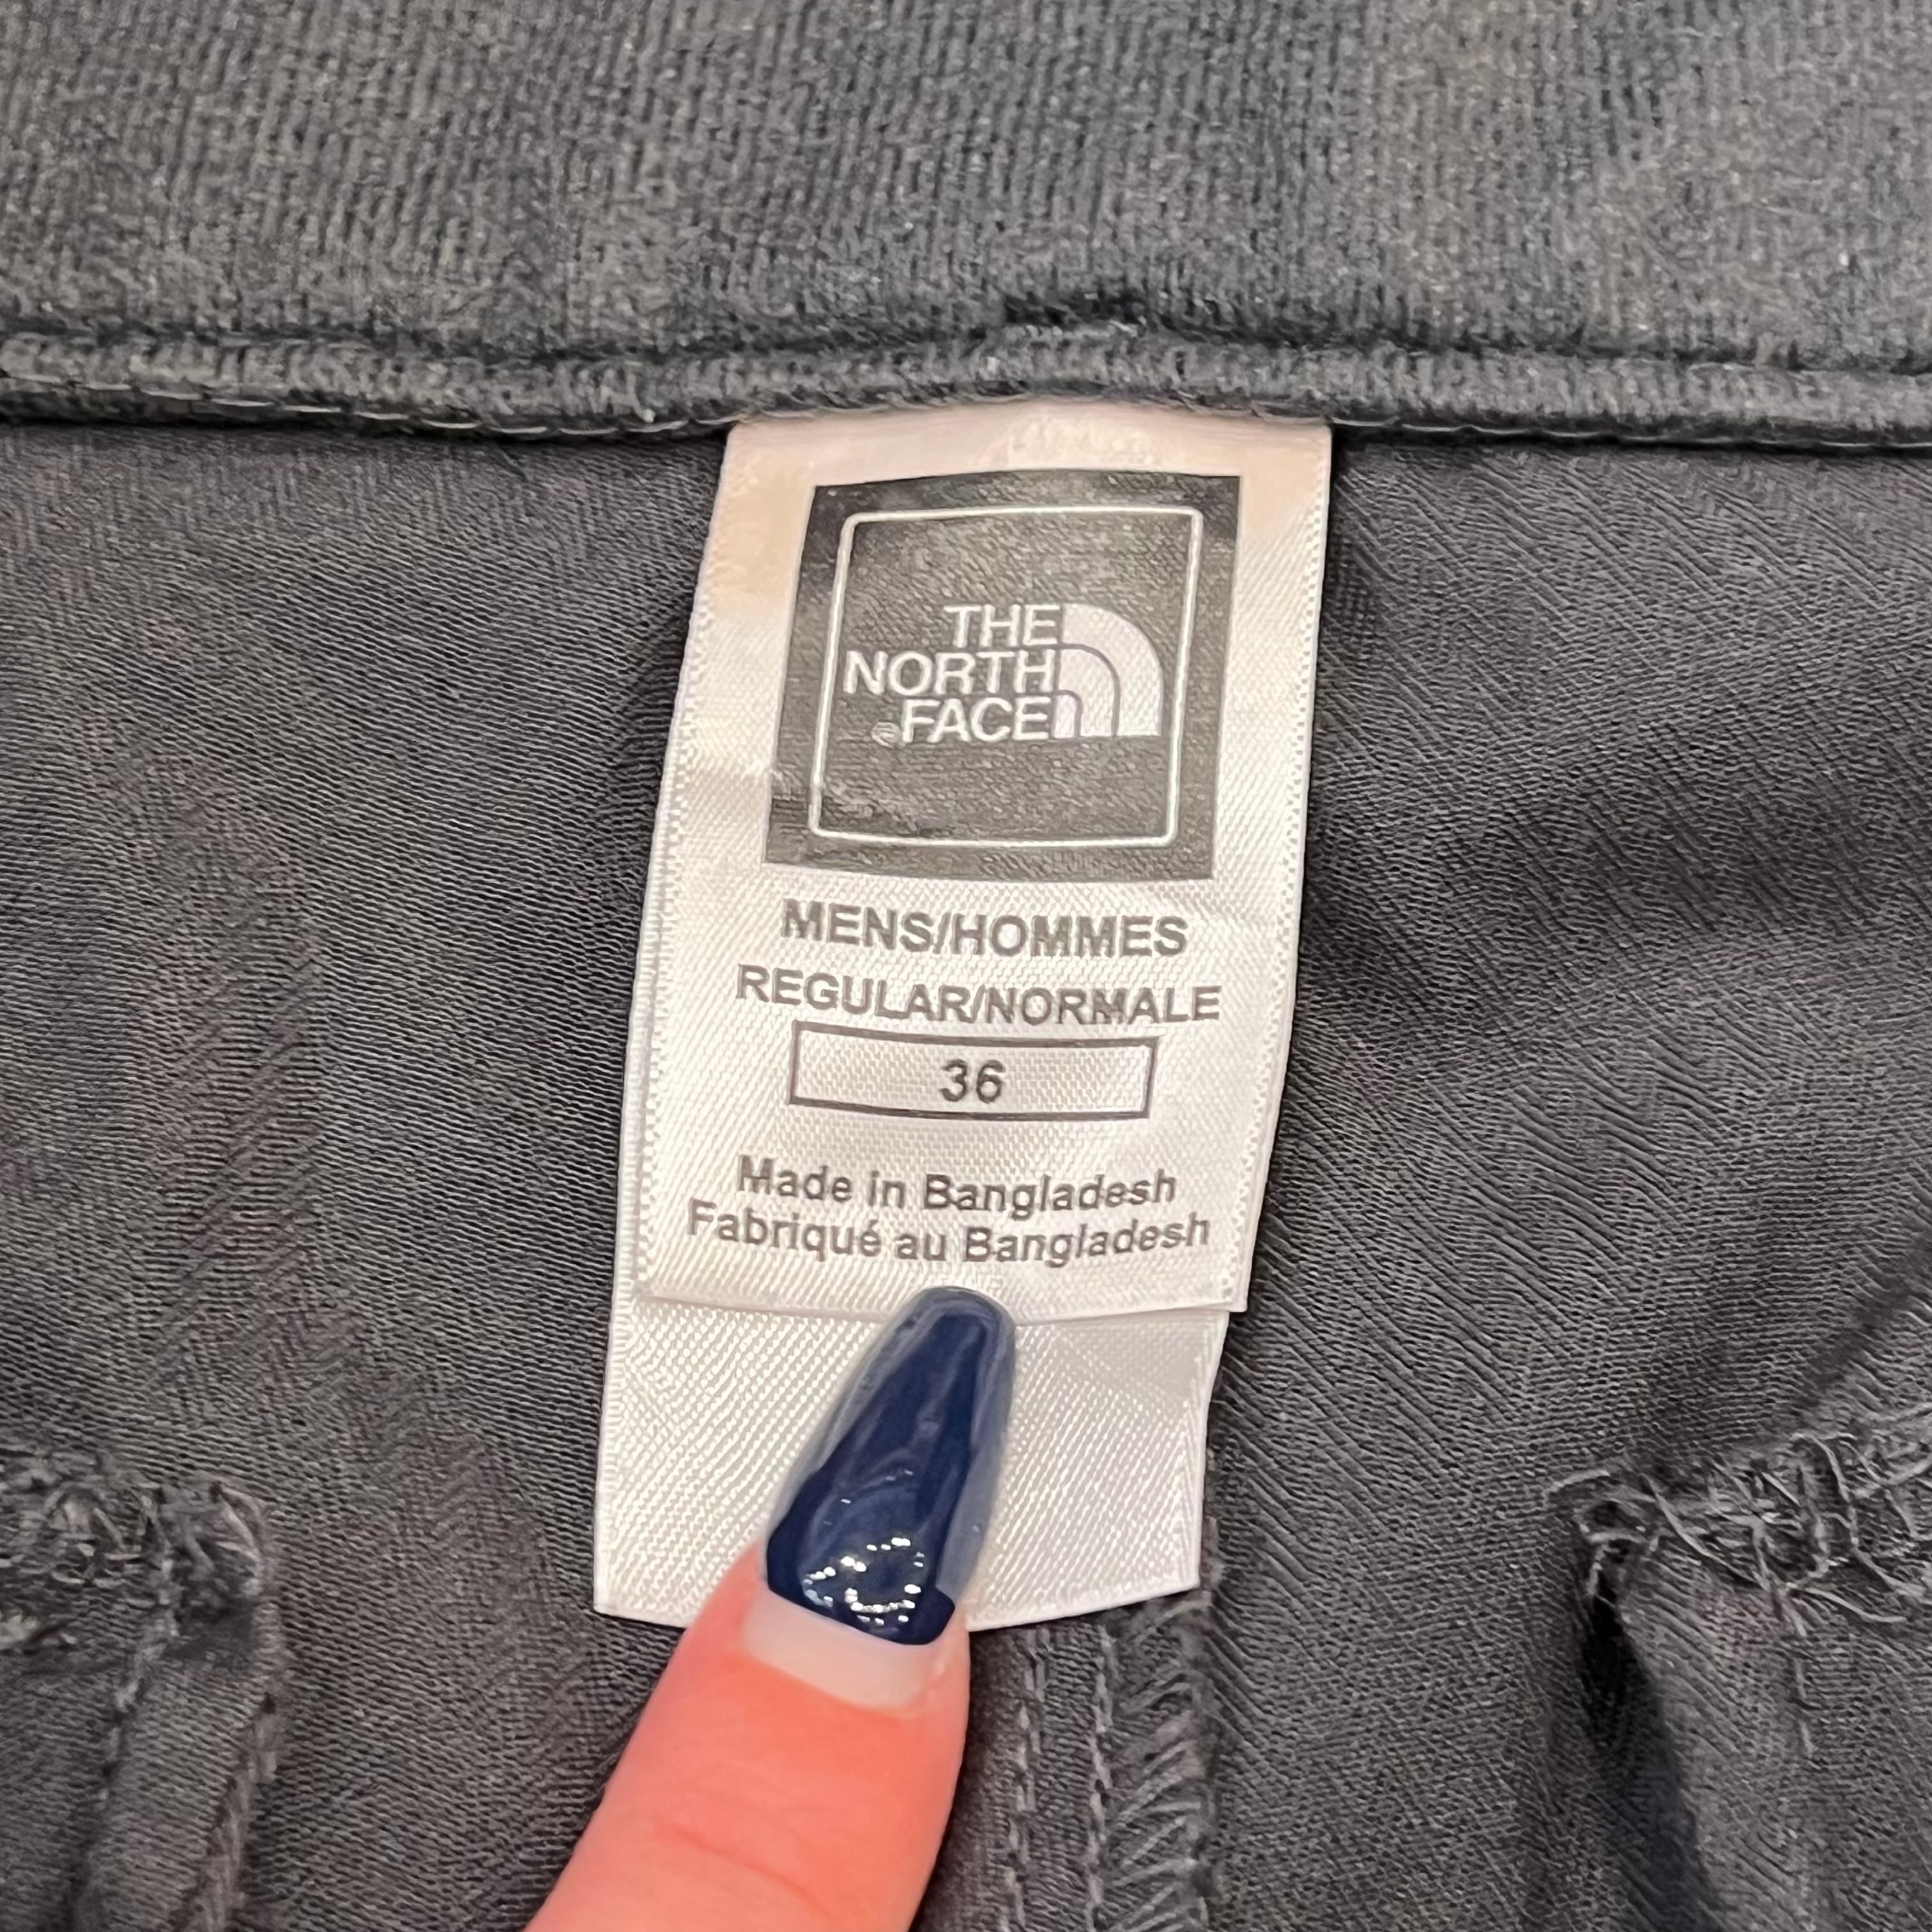 THE
NORTH
FACE®
MENS/HOMMES
REGULAR/NORMALE
36
Made in Bangladesh
Fabriqué au Bangladesh